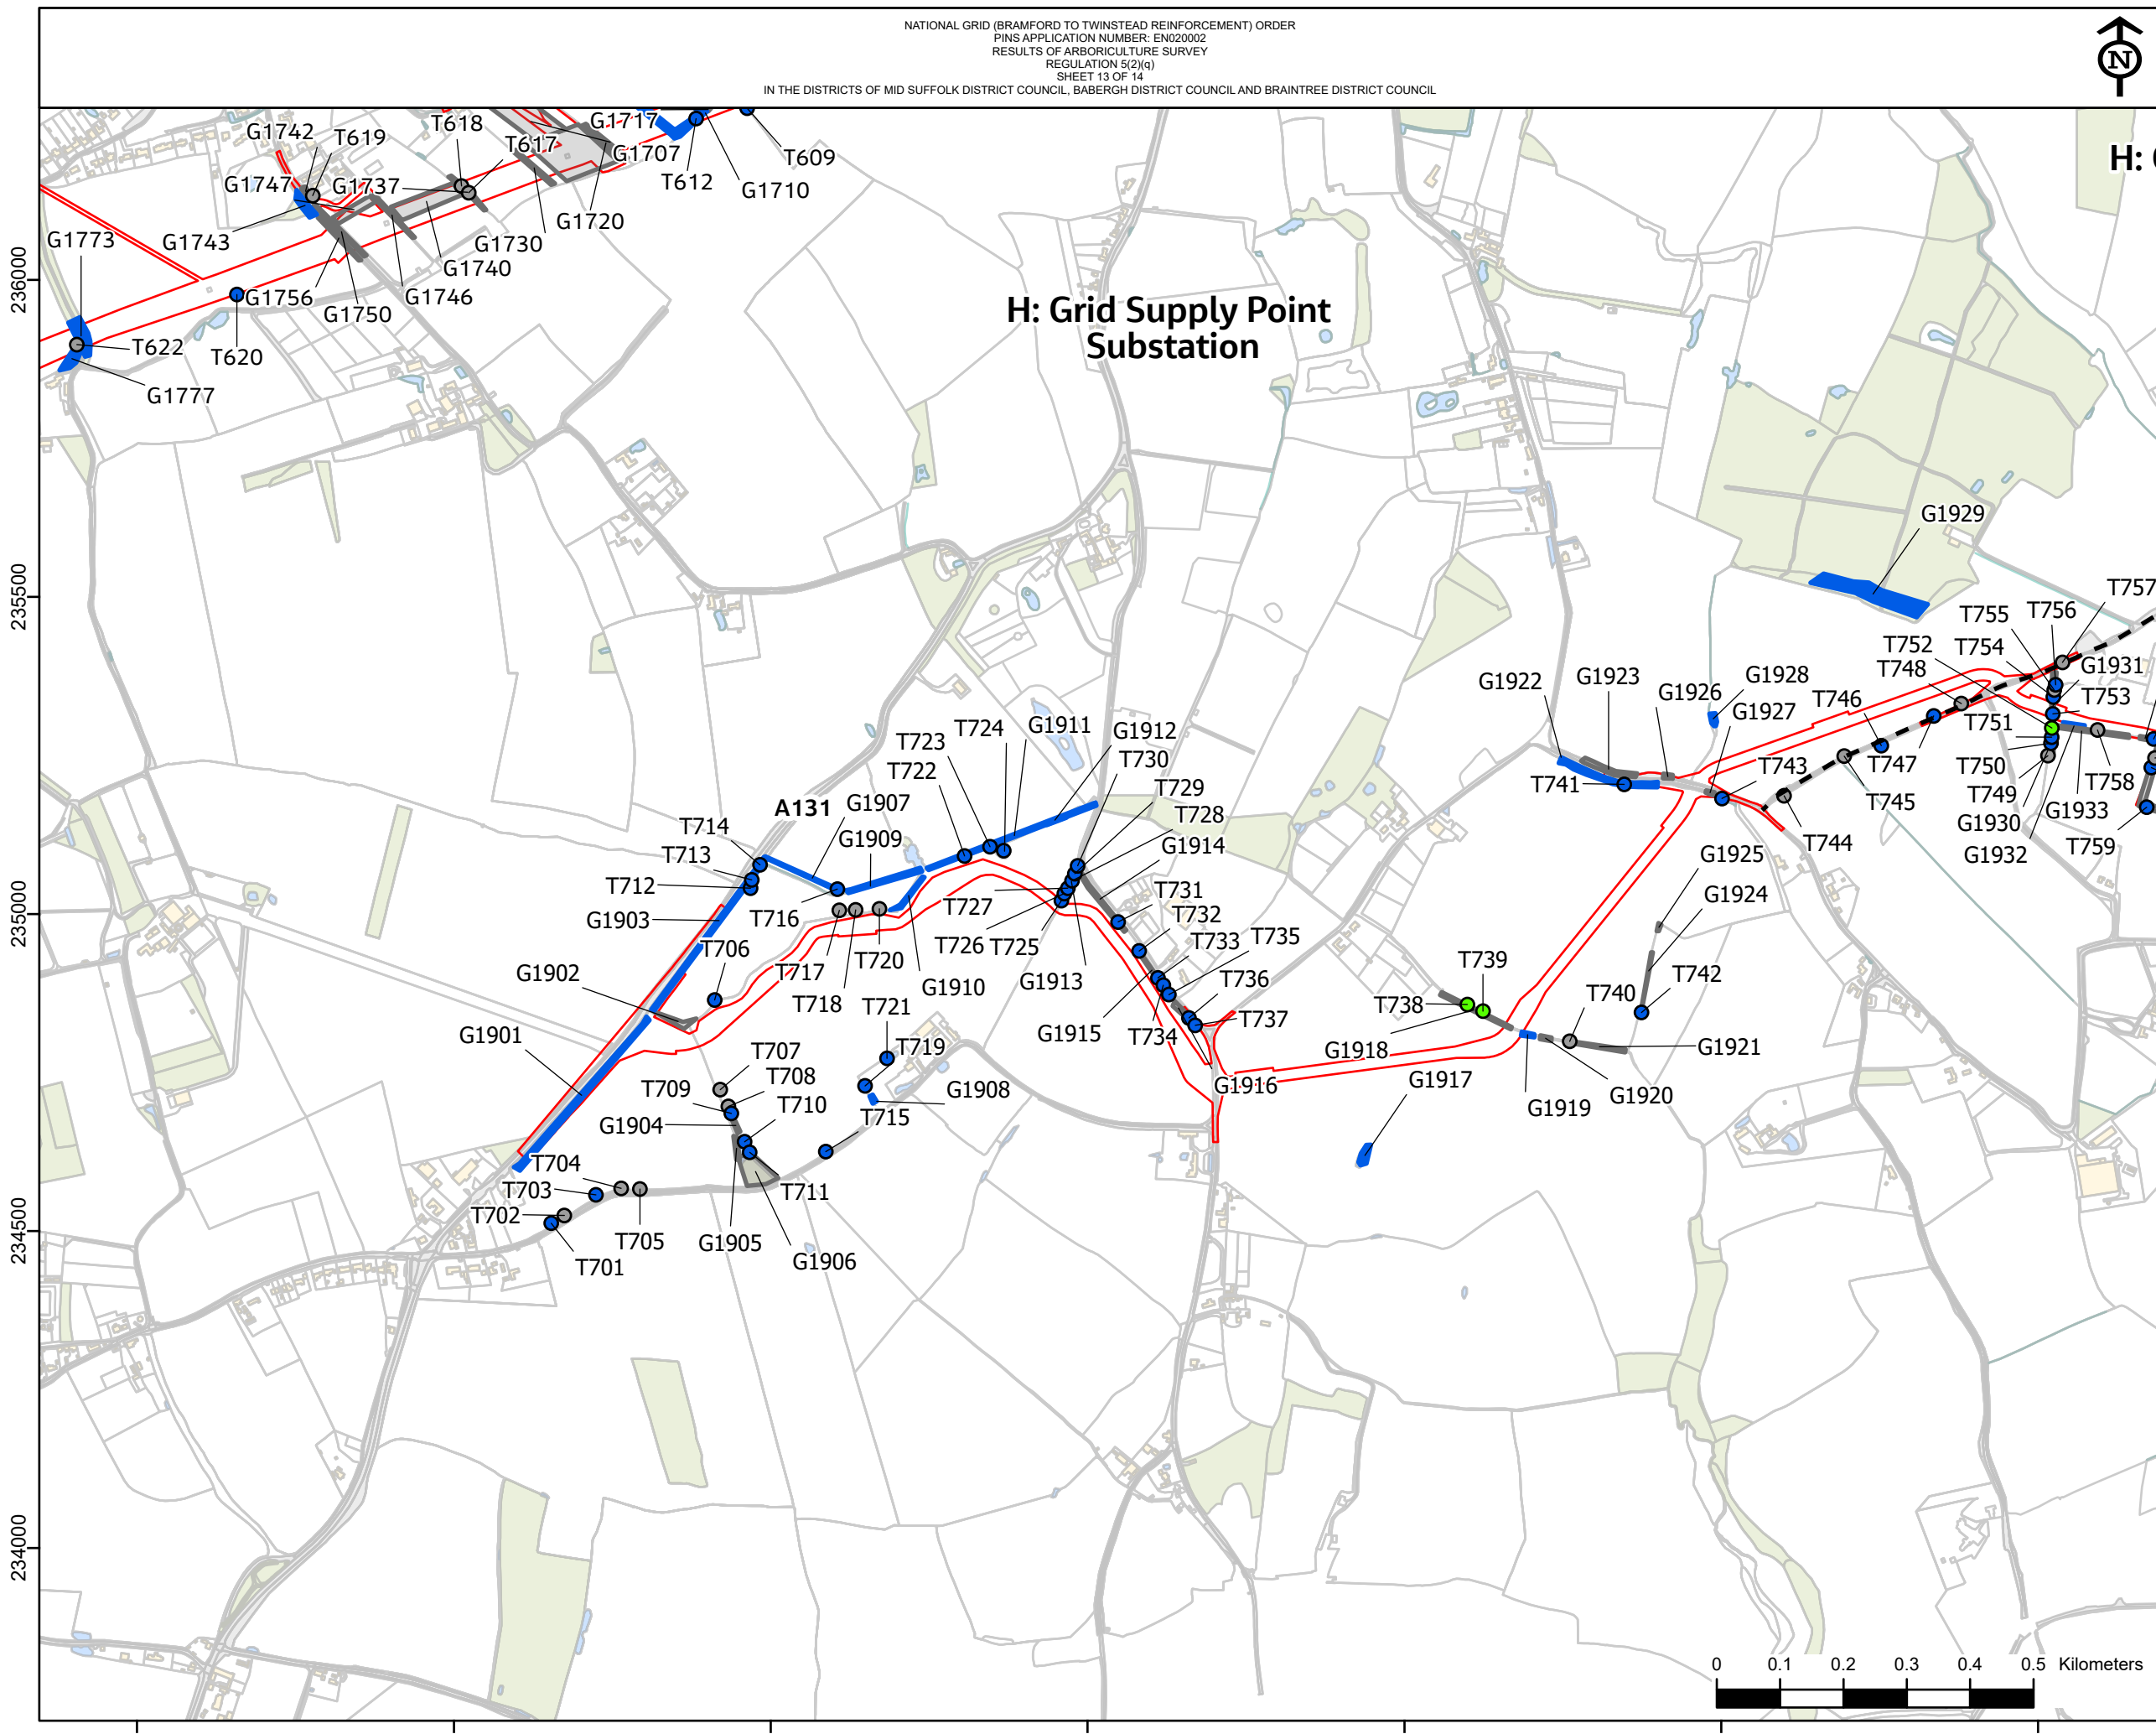 NATIONAL GRID (BRAMFORD TO TWINSTEAD REINFORCEMENT) ORDER
PINS APPLICATION NUMBER: EN020002
RESULTS OF ARBORICULTURE SURVEY
REGULATION 5(2)(q)
SHEET 13 OF 14
IN THE DISTRICTS OF MID SUFFOLK DISTRICT COUNCIL, BABERGH DISTRICT COUNCIL AND BRAINTREE DISTRICT COUNCIL
N
G1742
T619
T618
T617
G1717
G1707
T612
G1710
T609
H:
G1747
G1737
G1720
G1730
G1743
G1740
G1773
G1756
G1750
G1746
T622
T620
G1777
236000
H: Grid Supply Point
Substation
235500
G1929
T757
T755
T756
T752
T754
T748
G1931
T753
G1922
G1923
G1926
G1928
G1927
T746
T751
T741
T743
T747
T750
T758
T749
T745
G1933
G1930
T744
T759
G1932
G1925
G1924
T724
G1911
G1912
T723
T730
T722
T729
A131
G1907
T728
T714
G1909
G1914
T713
T712
T731
G1903
T716
T727
T732
235000
T706
T726
T725
T733
T735
T717
T720
G1902
G1910
G1913
T736
T718
T721
G1915
T734
T737
G1901
T739
T738
T740
T742
G1918
G1921
T707
T719
T708
T709
G1908
G1916
G1917
T710
G1920
G1904
T715
G1919
T704
T703
T711
T702
T705
G1905
G1906
T701
234500
234000
0 0.1 0.2 0.3 0.4 0.5 Kilometers